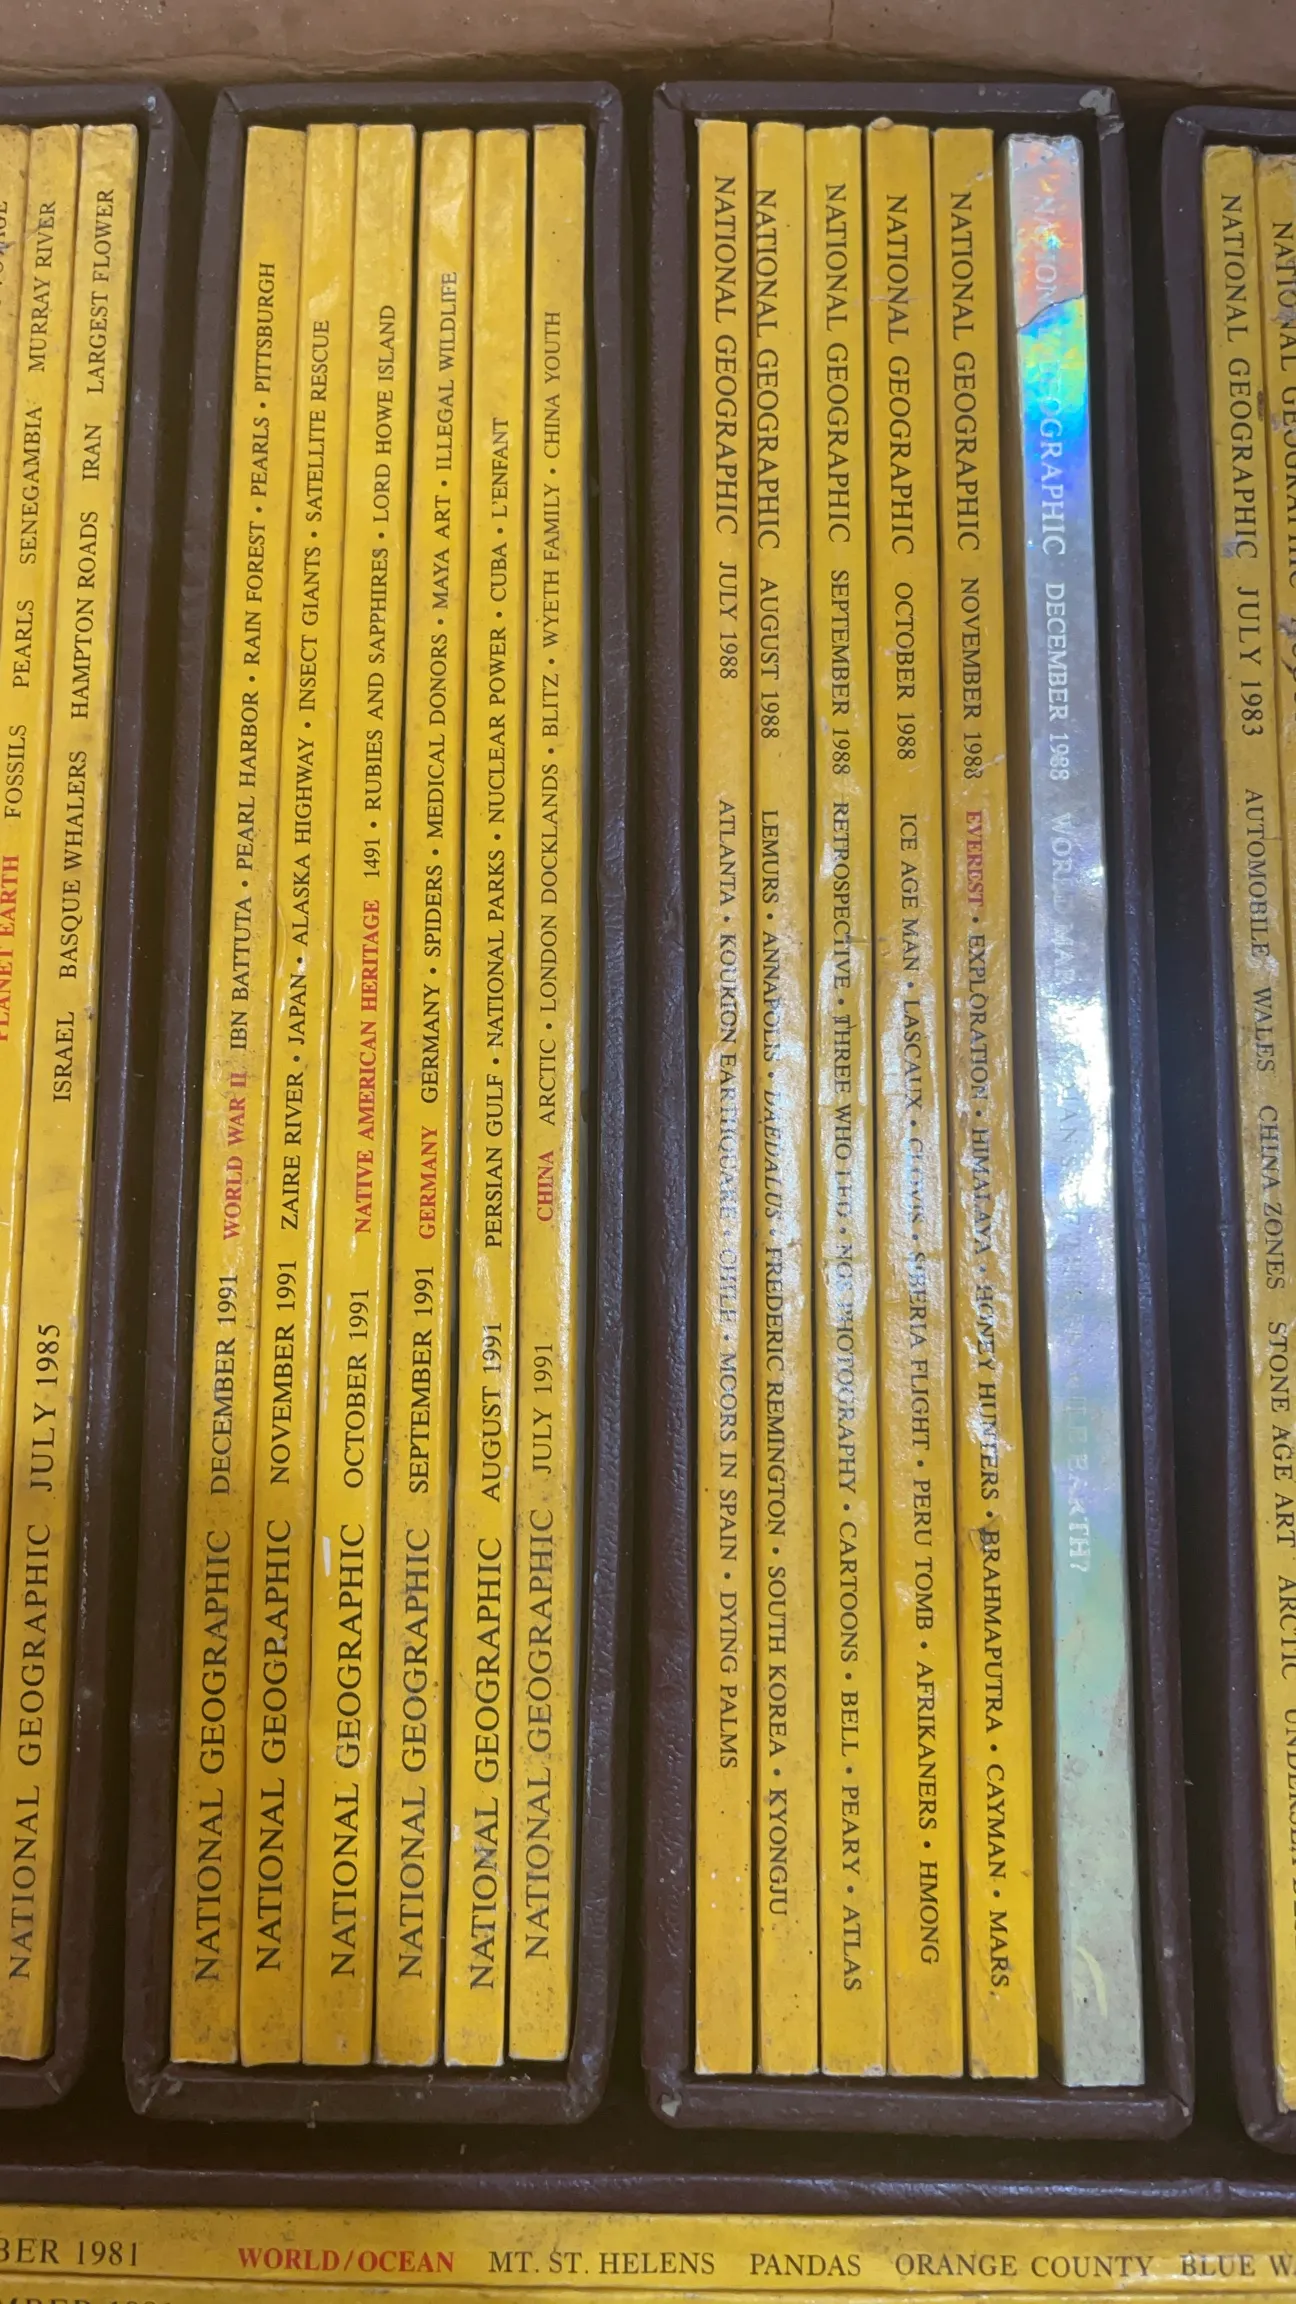 MURRAY RIVER
SENEGAMBIA
PEARLS
FOSSILS
PLANET EARTH
NATIONAL GEOGRAPHIC JULY 1985 ISRAEL BASQUE WHALERS HAMPTON ROADS IRAN LARGEST FLOWER
NATIONAL GEOGRAPHIC DECEMBER 1991 WORLD WAR II IBN BATTUTA • PEARL HARBOR • RAIN FOREST • PEARLS • PITTSBURGH
NATIONAL GEOGRAPHIC NOVEMBER 1991 ZAIRE RIVER • JAPAN • ALASKA HIGHWAY • INSECT GIANTS • SATELLITE RESCUE
NATIONAL GEOGRAPHIC OCTOBER 1991 NATIVE AMERICAN HERITAGE 1491 • RUBIES AND SAPPHIRES • LORD HOWE ISLAND
NATIONAL GEOGRAPHIC SEPTEMBER 1991 GERMANY GERMANY • SPIDERS • MEDICAL DONORS • MAYA ART • ILLEGAL WILDLIFE
NATIONAL GEOGRAPHIC AUGUST 1991 PERSIAN GULF • NATIONAL PARKS • NUCLEAR POWER • CUBA • L'ENFANT
NATIONAL GEOGRAPHIC JULY 1991 CHINA ARCTIC • LONDON DOCKLANDS • BLITZ • WYETH FAMILY • CHINA YOUTH
NATIONAL GEOGRAPHIC JULY 1988 ATLANTA • KOURION EARTHQUAKE • CHILE • MOORS IN SPAIN • DYING PALMS
NATIONAL GEOGRAPHIC AUGUST 1988 LEMURS • ANNAPOLIS • DAEDALUS • FREDERIC REMINGTON • SOUTH KOREA • KYONGJU
NATIONAL GEOGRAPHIC SEPTEMBER 1988 RETROSPECTIVE • THREE WHO LED • NGS PHOTOGRAPHY • CARTOONS • BELL • PEARY • ATLAS
NATIONAL GEOGRAPHIC OCTOBER 1988 ICE AGE MAN • LASCAUX • CLOVIS • SIBERIA FLIGHT • PERU TOMB • AFRIKANERS • HMONG
NATIONAL GEOGRAPHIC NOVEMBER 1988 EVEREST • EXPLORATION • HIMALAYA • HONEY HUNTERS • BRAHMAPUTRA • CAYMAN • MARS
GEOGRAPHIC DECEMBER 1988 WORLD MAP EARTH?
NATIONAL GEOGRAPHIC JULY 1983 AUTOMOBILE WALES CHINA ZONES STONE AGE ART ARCTIC
1981 WORLD/OCEAN MT. ST. HELENS PANDAS ORANGE COUNTY BLUE